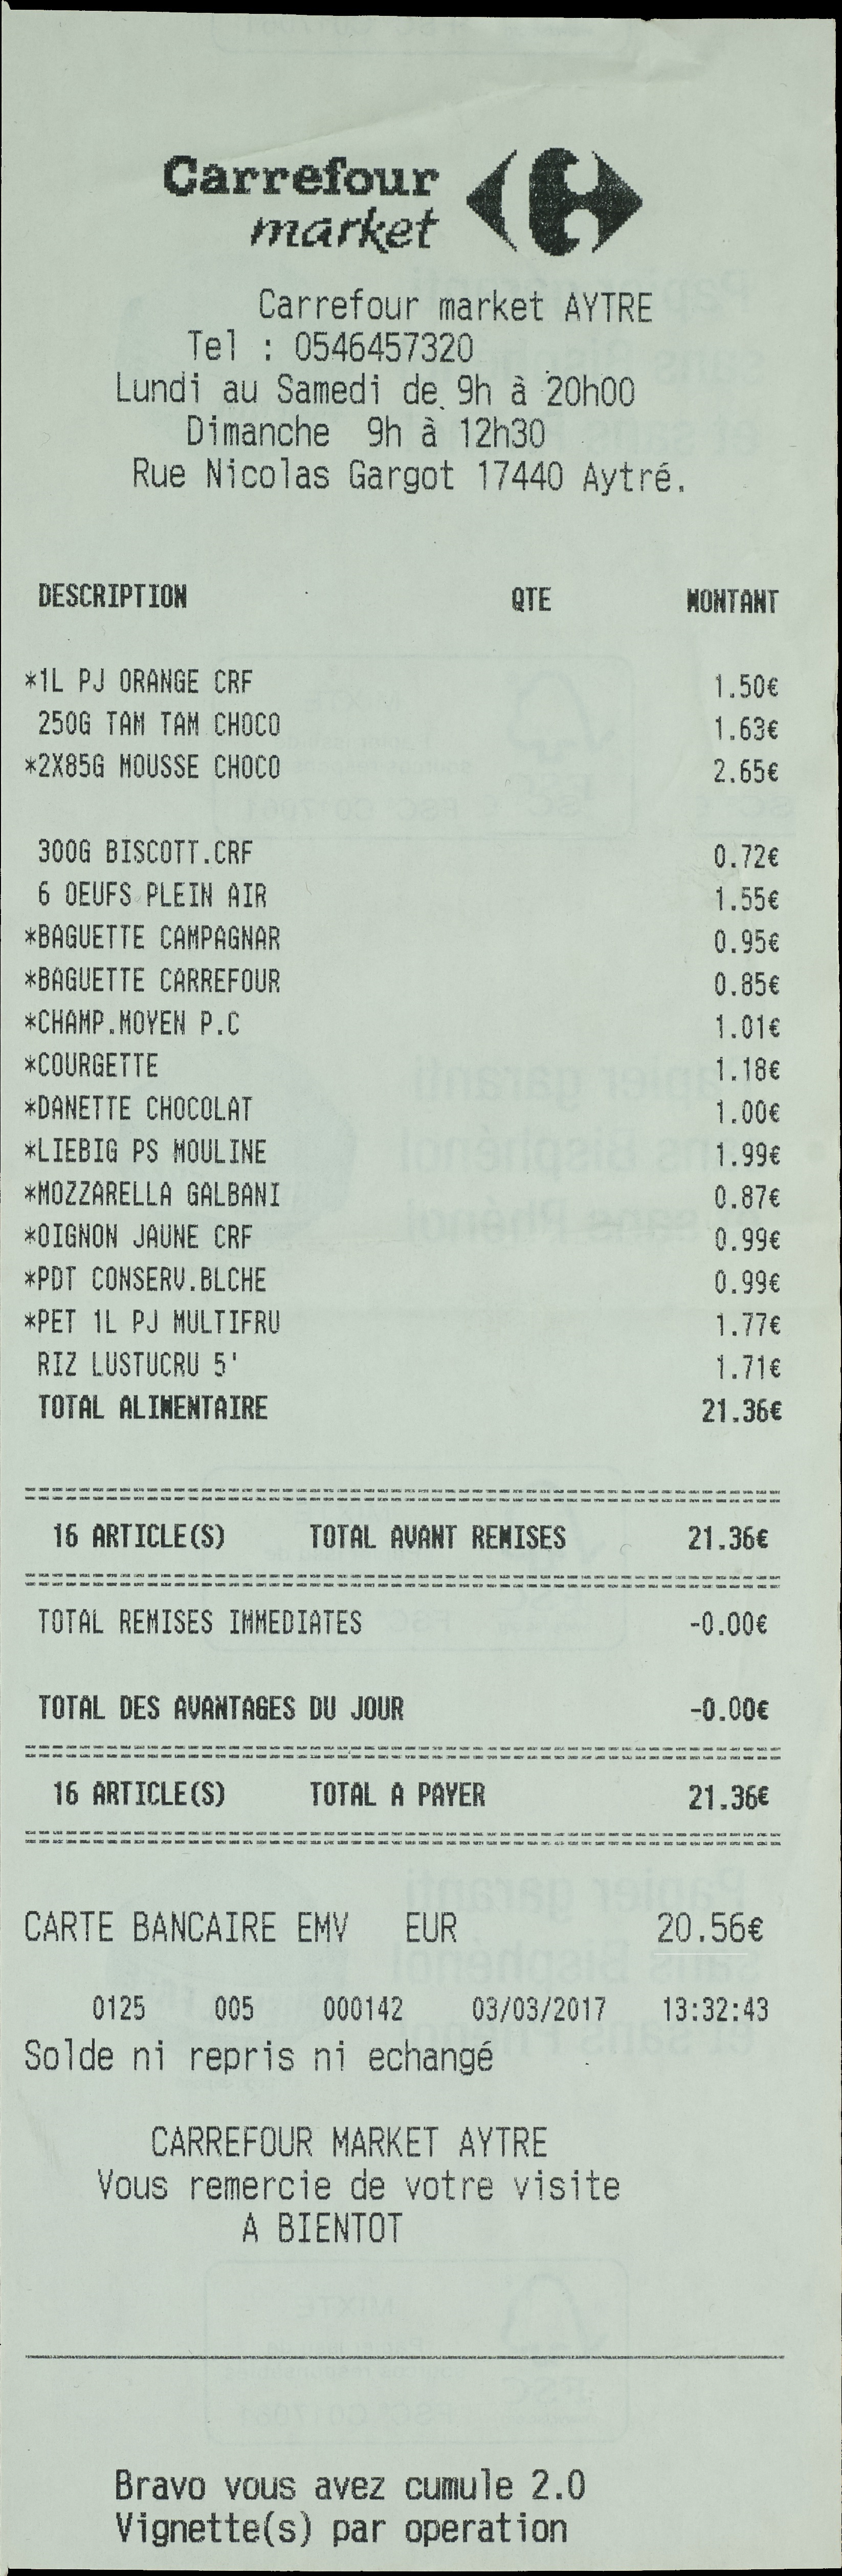 Carrefour
market
Carrefour market AYTRE
Tel : 0546457320
Lundi au Samedi de 9h à 20h00
Dimanche 9h à 12h30
Rue Nicolas Gargot 17440 Aytré.
DESCRIPTION QTE MONTANT
*1L PJ ORANGE CRF 1.50€
250G TAM TAM CHOCO 1.63€
*2X85G MOUSSE CHOCO 2.65€
300G BISCOTT.CRF 0.72€
6 OEUFS PLEIN AIR 1.55€
*BAGUETTE CAMPAGNAR 0.95€
*BAGUETTE CARREFOUR 0.85€
*CHAMP.MOYEN P.C 1.01€
*COURGETTE 1.18€
*DANETTE CHOCOLAT 1.00€
*LIEBIG PS MOULINE 1.99€
*MOZZARELLA GALBANI 0.87€
*OIGNON JAUNE CRF 0.99€
*PDT CONSERV.BLCHE 0.99€
*PET 1L PJ MULTIFRU 1.77€
RIZ LUSTUCRU 5' 1.71€
TOTAL ALIMENTAIRE 21.36€
16 ARTICLE(S) TOTAL AVANT REMISES 21.36€
TOTAL REMISES IMMEDIATES -0.00€
TOTAL DES AVANTAGES DU JOUR -0.00€
16 ARTICLE(S) TOTAL A PAYER 21.36€
CARTE BANCAIRE EMV EUR 20.56€
0125 005 000142 03/03/2017 13:32:43
Solde ni repris ni echangé
CARREFOUR MARKET AYTRE
Vous remercie de votre visite
A BIENTOT
Bravo vous avez cumule 2.0
Vignette(s) par operation